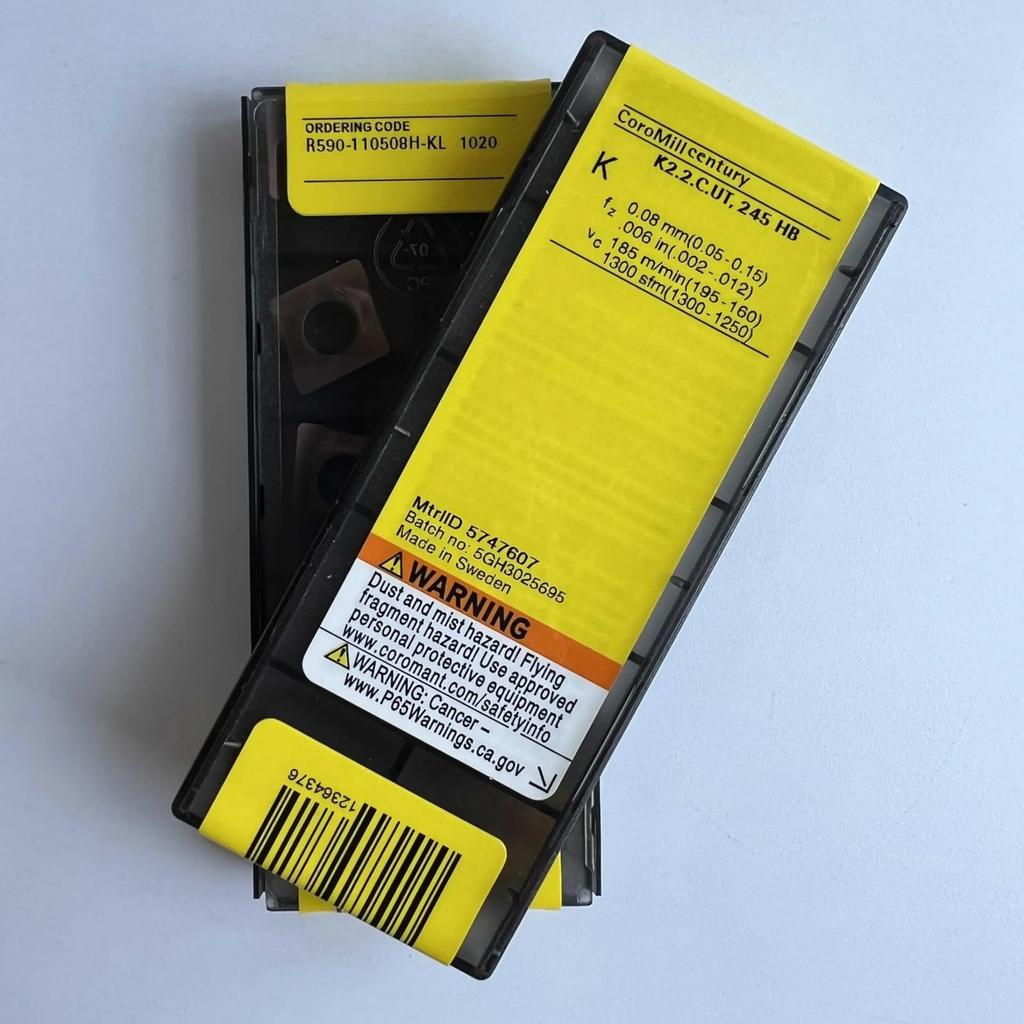 ORDERING CODE
R590-110508H-KL 1020
07
PC
CoroMill century
K K2.2.C.UT, 245 HB
fz 0.08 mm(0.05-0.15)
.006 in(.002-.012)
vc 185 m/min(195-160)
1300 sfm(1300-1250)
MtrlID 5747607
Batch no: 5GH3025695
Made in Sweden
WARNING
Dust and mist hazard! Flying
fragment hazard! Use approved
personal protective equipment
www.coromant.com/safetyinfo
WARNING: Cancer –
www.P65Warnings.ca.gov
12364376